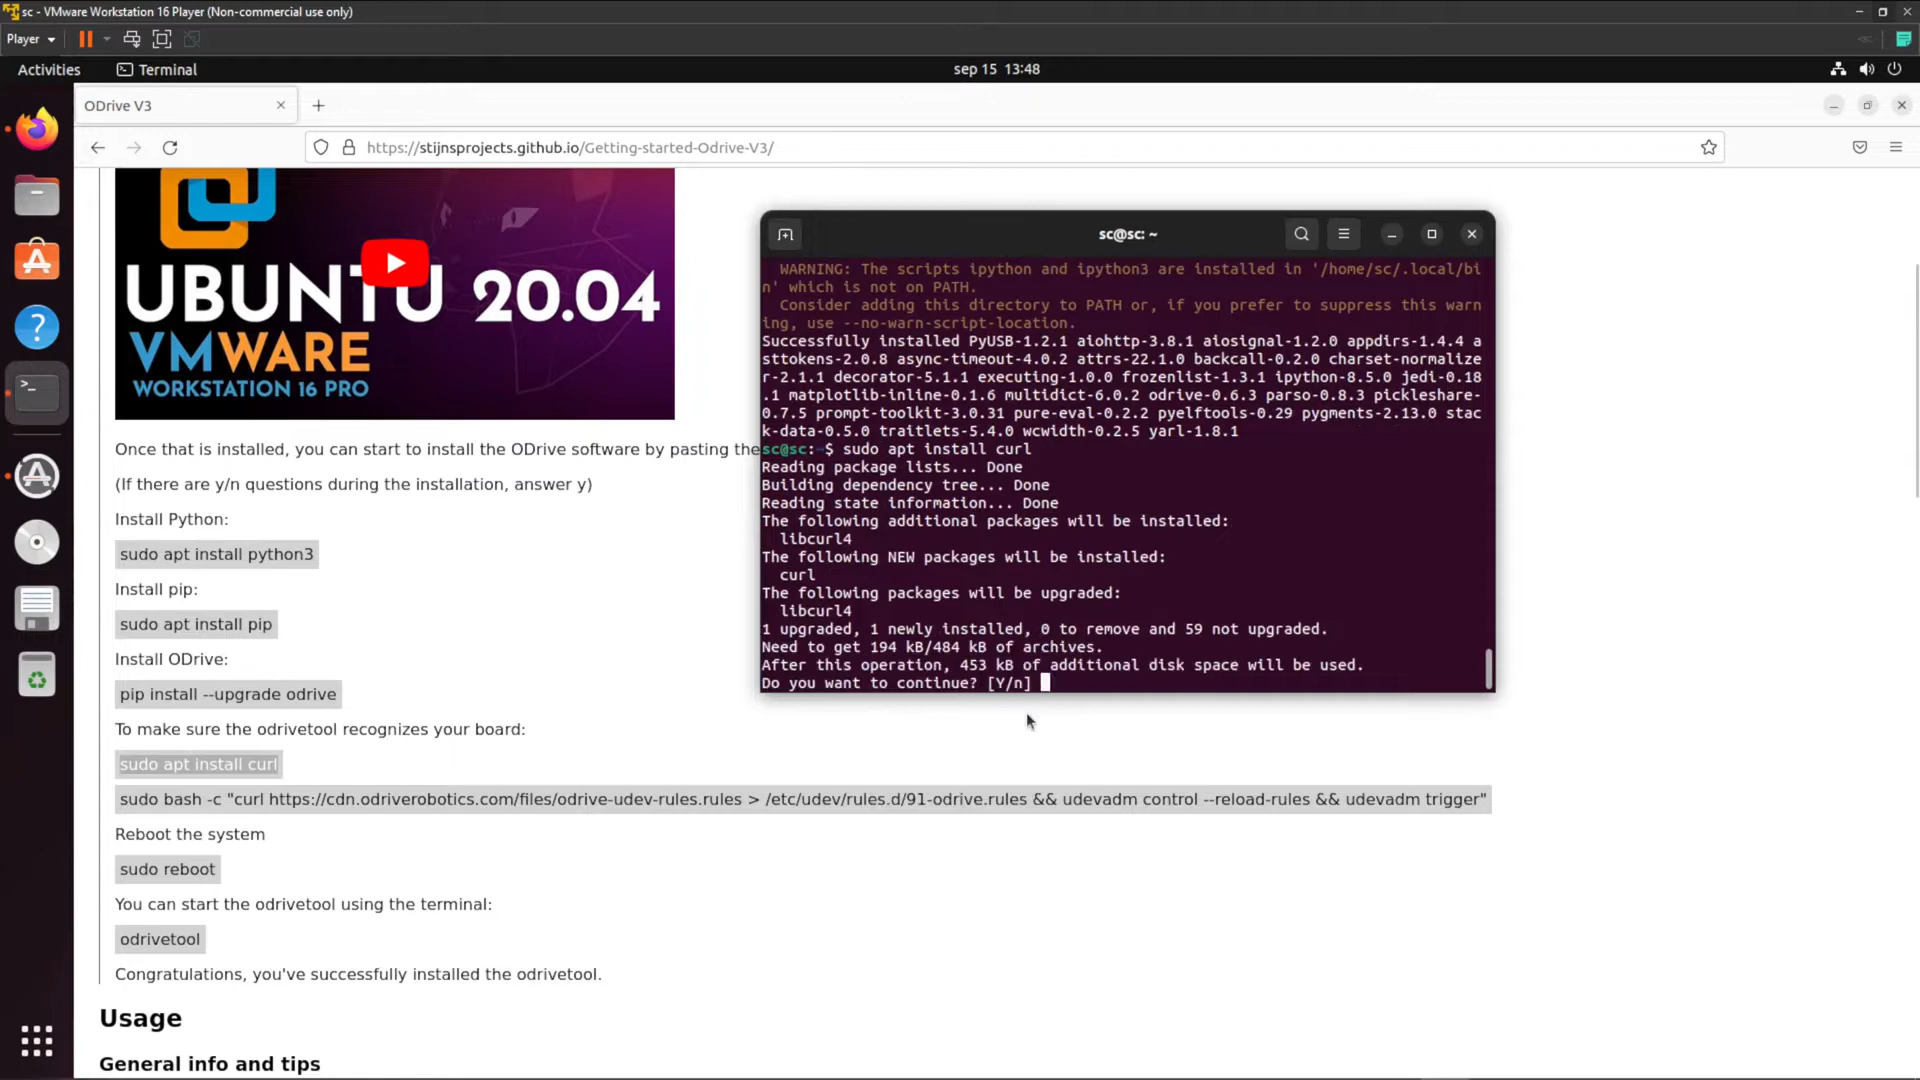 sc - VMware Workstation 16 Player (Non-commercial use only)
Player
Activities
Terminal
sep 15 13:48
ODrive V3
https://stijnsprojects.github.io/Getting-started-Odrive-V3/
UBUNTU 20.04
VMWARE
WORKSTATION 16 PRO
Once that is installed, you can start to install the ODrive software by pasting the
(If there are y/n questions during the installation, answer y)
Install Python:
sudo apt install python3
Install pip:
sudo apt install pip
Install ODrive:
pip install --upgrade odrive
To make sure the odrivetool recognizes your board:
sudo apt install curl
sudo bash -c "curl https://cdn.odriverobotics.com/files/odrive-udev-rules.rules > /etc/udev/rules.d/91-odrive.rules && udevadm control --reload-rules && udevadm trigger"
Reboot the system
sudo reboot
You can start the odrivetool using the terminal:
odrivetool
Congratulations, you've successfully installed the odrivetool.
Usage
General info and tips
sc@sc: ~
WARNING: The scripts ipython and ipython3 are installed in '/home/sc/.local/bi
n' which is not on PATH.
Consider adding this directory to PATH or, if you prefer to suppress this warn
ing, use --no-warn-script-location.
Successfully installed PyUSB-1.2.1 aiohttp-3.8.1 aiosignal-1.2.0 appdirs-1.4.4 a
sttokens-2.0.8 async-timeout-4.0.2 attrs-22.1.0 backcall-0.2.0 charset-normalize
r-2.1.1 decorator-5.1.1 executing-1.0.0 frozenlist-1.3.1 ipython-8.5.0 jedi-0.18
.1 matplotlib-inline-0.1.6 multidict-6.0.2 odrive-0.6.3 parso-0.8.3 pickleshare-
0.7.5 prompt-toolkit-3.0.31 pure-eval-0.2.2 pyelftools-0.29 pygments-2.13.0 stac
k-data-0.5.0 traitlets-5.4.0 wcwidth-0.2.5 yarl-1.8.1
sc@sc:~$ sudo apt install curl
Reading package lists... Done
Building dependency tree... Done
Reading state information... Done
The following additional packages will be installed:
libcurl4
The following NEW packages will be installed:
curl
The following packages will be upgraded:
libcurl4
1 upgraded, 1 newly installed, 0 to remove and 59 not upgraded.
Need to get 194 kB/484 kB of archives.
After this operation, 453 kB of additional disk space will be used.
Do you want to continue? [Y/n]